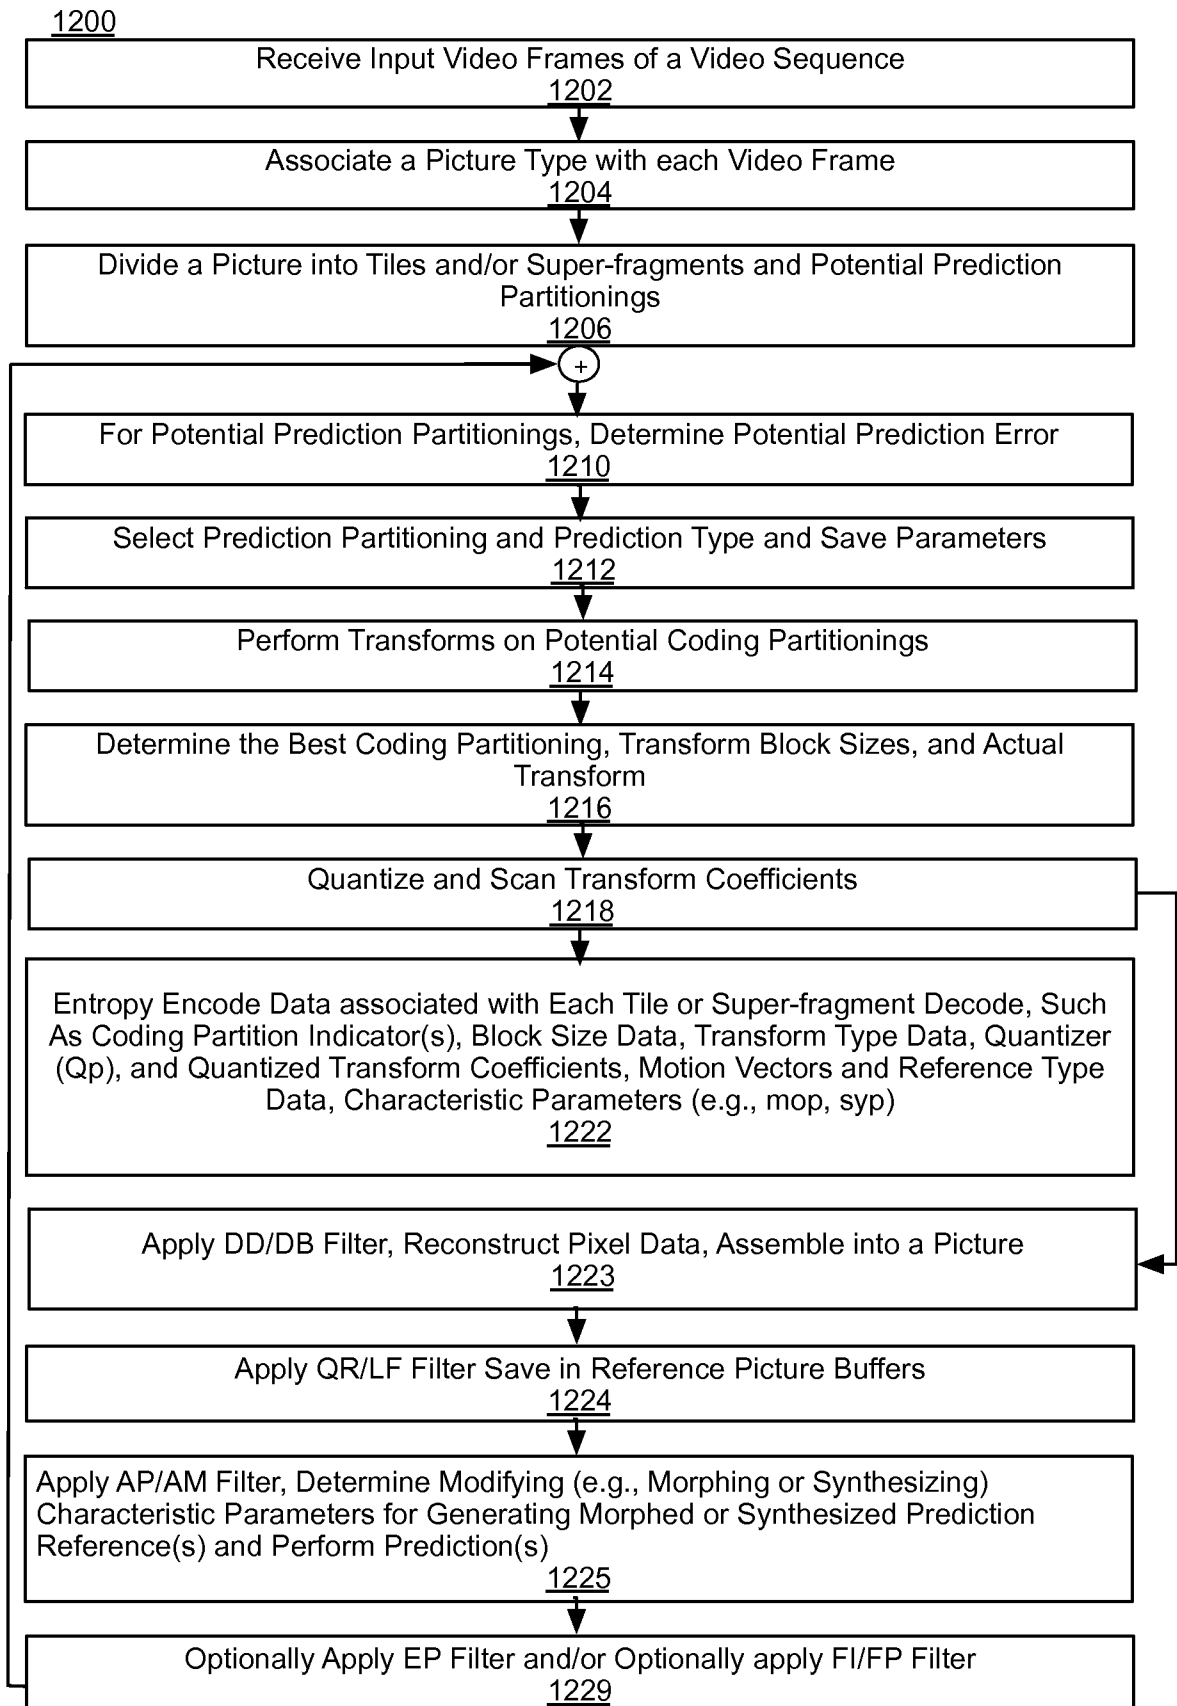 1200
Receive Input Video Frames of a Video Sequence
1202
Associate a Picture Type with each Video Frame
1204
Divide a Picture into Tiles and/or Super-fragments and Potential Prediction
Partitionings
1206
+
For Potential Prediction Partitionings, Determine Potential Prediction Error
1210
Select Prediction Partitioning and Prediction Type and Save Parameters
1212
Perform Transforms on Potential Coding Partitionings
1214
Determine the Best Coding Partitioning, Transform Block Sizes, and Actual
Transform
1216
Quantize and Scan Transform Coefficients
1218
Entropy Encode Data associated with Each Tile or Super-fragment Decode, Such
As Coding Partition Indicator(s), Block Size Data, Transform Type Data, Quantizer
(Qp), and Quantized Transform Coefficients, Motion Vectors and Reference Type
Data, Characteristic Parameters (e.g., mop, syp)
1222
Apply DD/DB Filter, Reconstruct Pixel Data, Assemble into a Picture
1223
Apply QR/LF Filter Save in Reference Picture Buffers
1224
Apply AP/AM Filter, Determine Modifying (e.g., Morphing or Synthesizing)
Characteristic Parameters for Generating Morphed or Synthesized Prediction
Reference(s) and Perform Prediction(s)
1225
Optionally Apply EP Filter and/or Optionally apply FI/FP Filter
1229